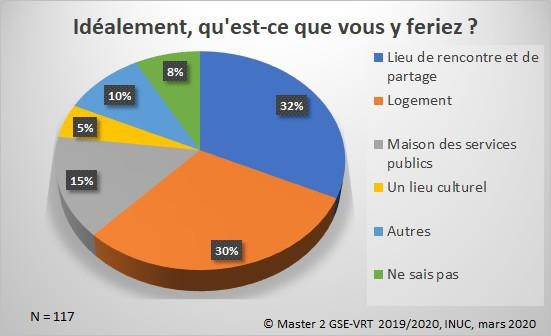 Idéalement, qu'est-ce que vous y feriez ?
8%
10%
5%
15%
32%
30%
Lieu de rencontre et de
partage
Logement
Maison des services
publics
Un lieu culturel
Autres
Ne sais pas
N = 117
© Master 2 GSE-VRT 2019/2020, INUC, mars 2020